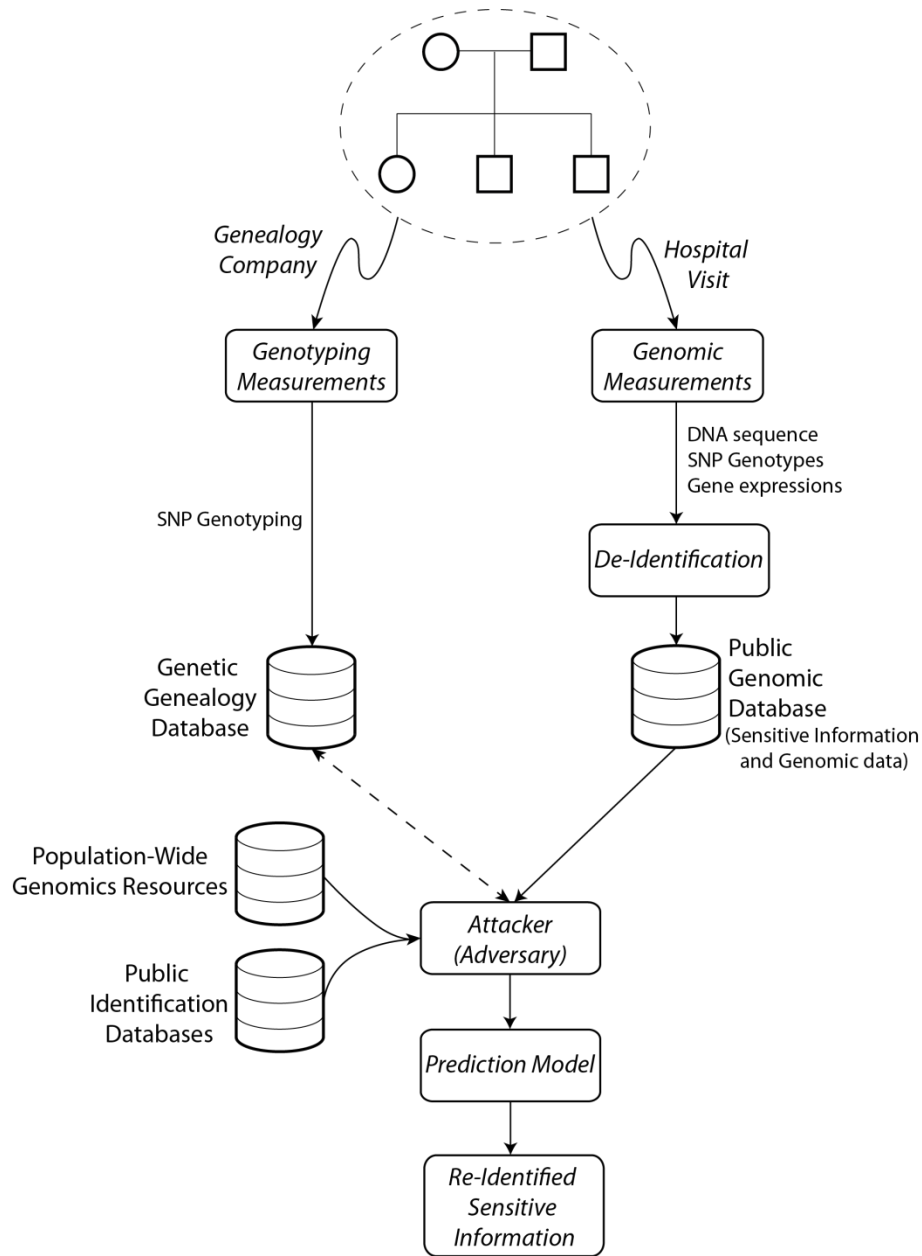 Genealogy
Company
Hospital
Visit
Genotyping
Measurements
Genomic
Measurements
DNA sequence
SNP Genotypes
Gene expressions
SNP Genotyping
De-Identification
Genetic
Genealogy
Database
Public
Genomic
Database
(Sensitive Information
and Genomic data)
Population-Wide
Genomics Resources
Attacker
(Adversary)
Public
Identification
Databases
Prediction Model
Re-Identified
Sensitive
Information